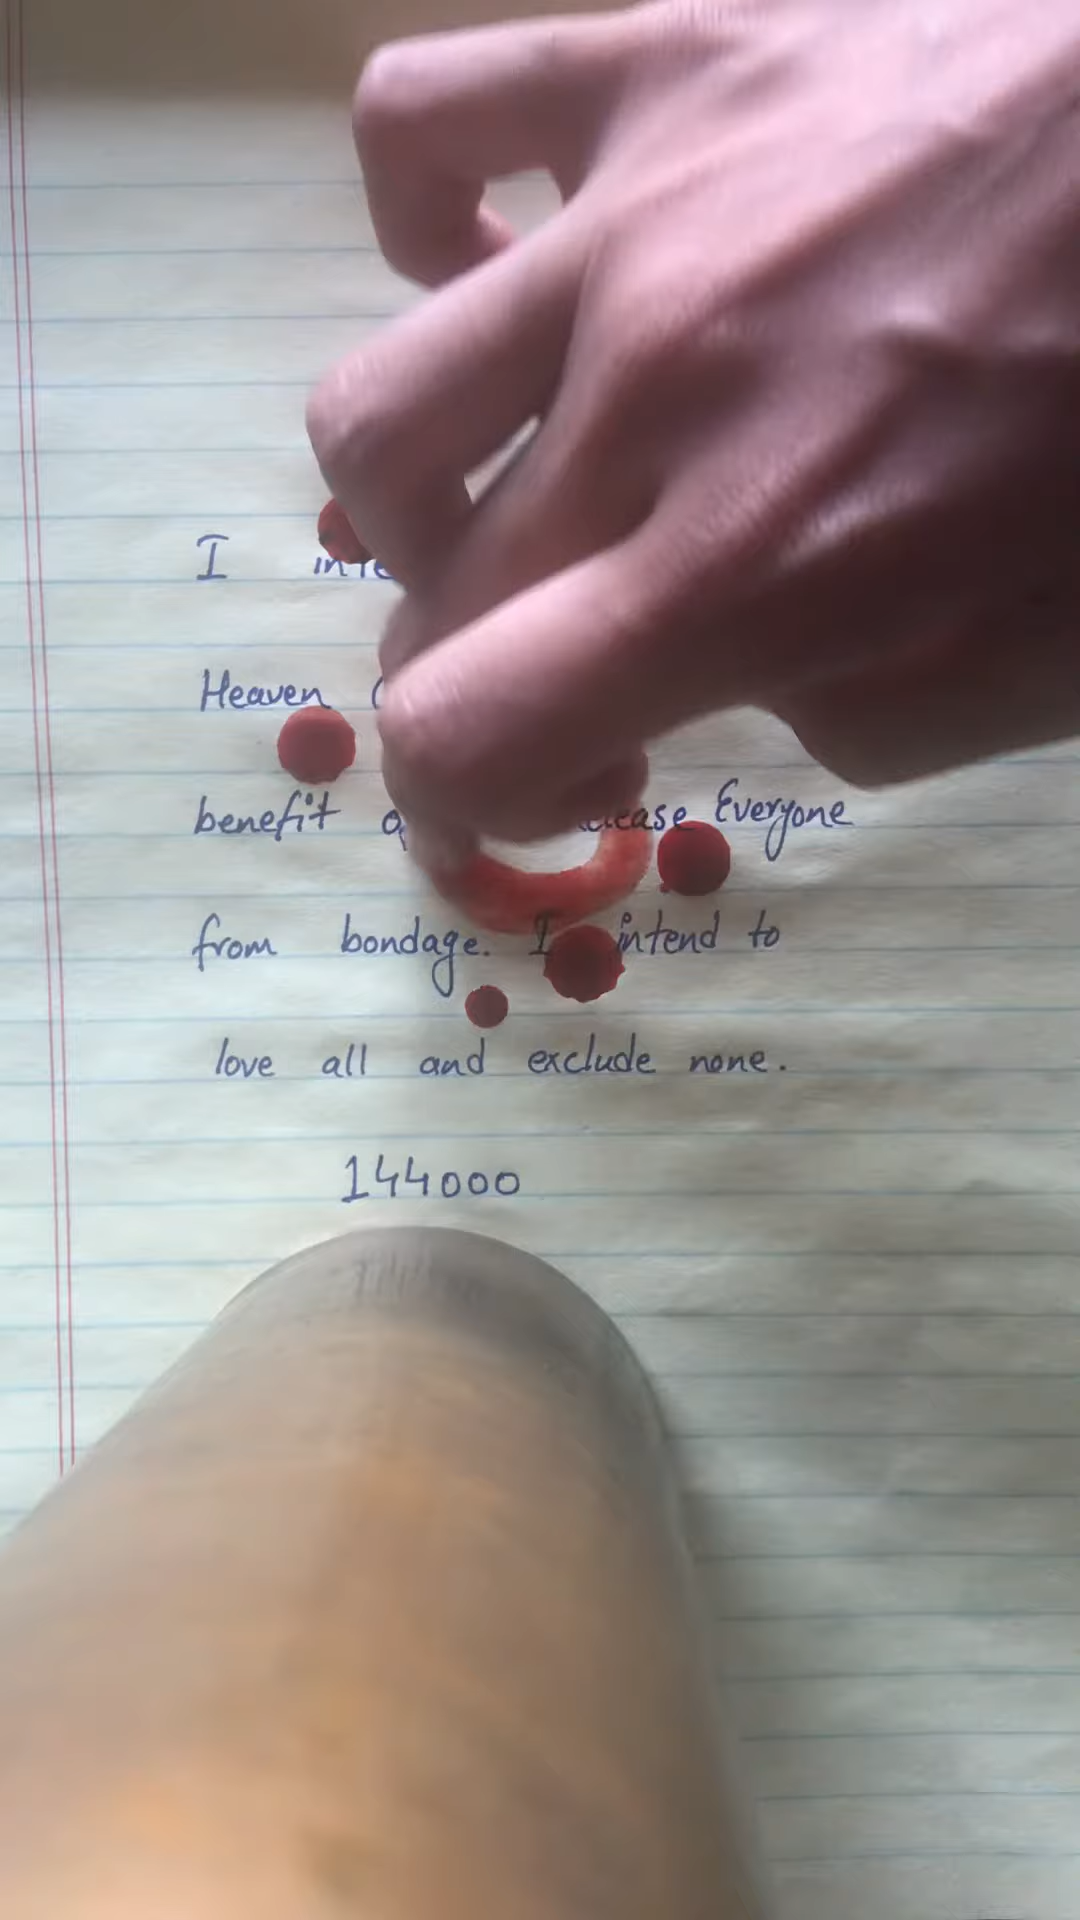 I
Heaven
benefit Everyone
from bondage. I intend to
love all and exclude none.
144000